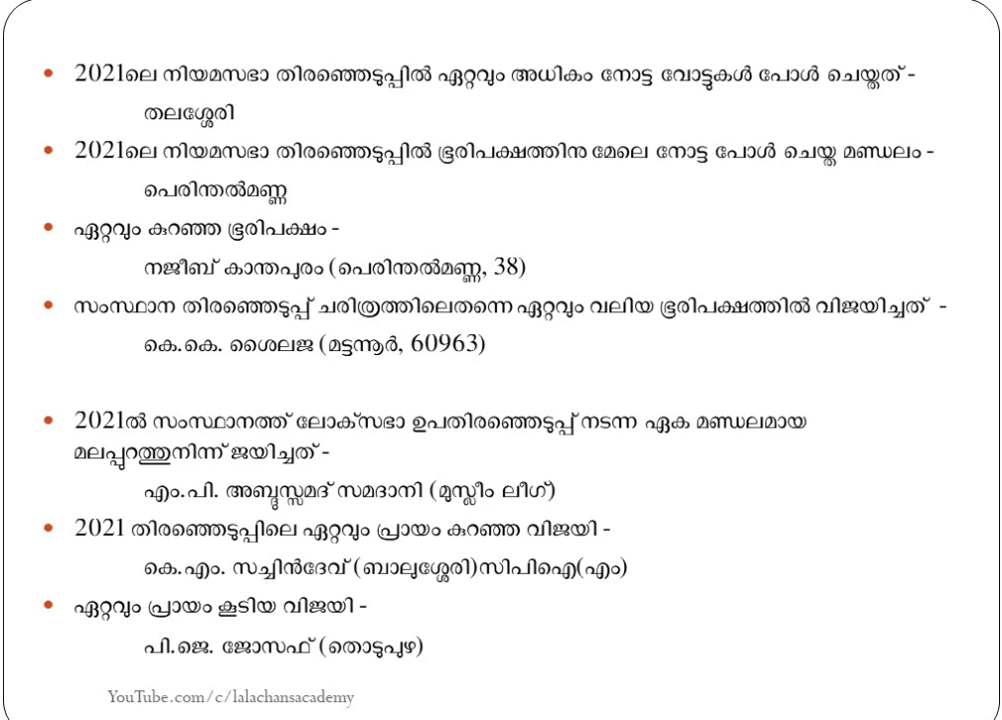 • 2021ലെ നിയമസഭാ തിരഞ്ഞെടുപ്പിൽ ഏറ്റവും അധികം നോട്ട വോട്ടുകൾ പോൾ ചെയ്തത് -
തലശ്ശേരി
• 2021ലെ നിയമസഭാ തിരഞ്ഞെടുപ്പിൽ ഭൂരിപക്ഷത്തിനു മേലെ നോട്ട പോൾ ചെയ്ത മണ്ഡലം -
പെരിന്തൽമണ്ണ
• ഏറ്റവും കുറഞ്ഞ ഭൂരിപക്ഷം -
നജീബ് കാന്തപുരം (പെരിന്തൽമണ്ണ, 38)
• സംസ്ഥാന തിരഞ്ഞെടുപ്പ് ചരിത്രത്തിലെതന്നെ ഏറ്റവും വലിയ ഭൂരിപക്ഷത്തിൽ വിജയിച്ചത് -
കെ.കെ. ശൈലജ (മട്ടന്നൂർ, 60963)
• 2021ൽ സംസ്ഥാനത്ത് ലോക്‌സഭാ ഉപതിരഞ്ഞെടുപ്പ് നടന്ന ഏക മണ്ഡലമായ
മലപ്പുറത്തുനിന്ന് ജയിച്ചത് -
എം.പി. അബ്ദുസ്സമദ് സമദാനി (മുസ്ലീം ലീഗ്)
• 2021 തിരഞ്ഞെടുപ്പിലെ ഏറ്റവും പ്രായം കുറഞ്ഞ വിജയി -
കെ.എം. സച്ചിൻദേവ് (ബാലുശ്ശേരി)സിപിഐ(എം)
• ഏറ്റവും പ്രായം കൂടിയ വിജയി -
പി.ജെ. ജോസഫ് (തൊടുപുഴ)
YouTube.com/c/lalachansacademy